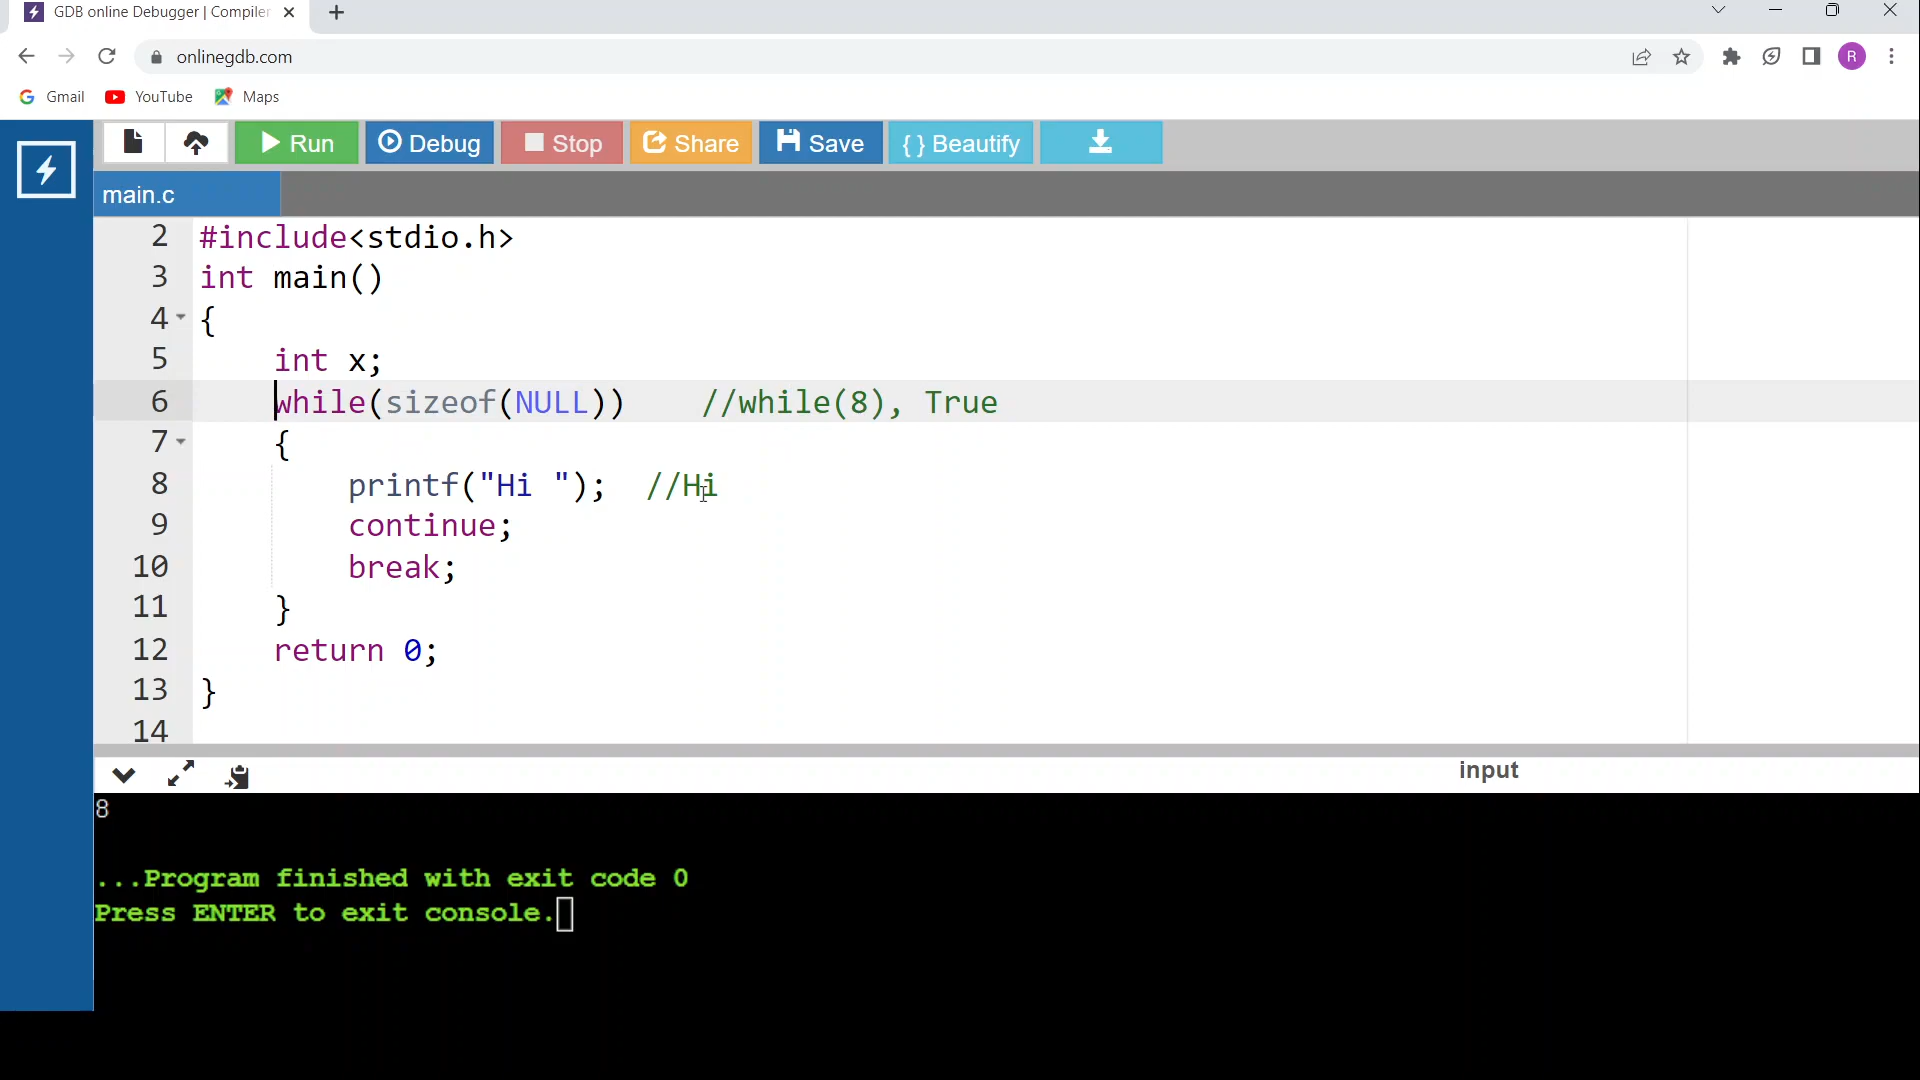 GDB online Debugger | Compiler
onlinegdb.com
R
Gmail YouTube Maps
Run Debug Stop Share Save { } Beautify
main.c
2 #include<stdio.h>
3 int main()
4 {
5 int x;
6 while(sizeof(NULL)) //while(8), True
7 {
8 printf("Hi "); //Hi
9 continue;
10 break;
11 }
12 return 0;
13 }
14
input
8
...Program finished with exit code 0
Press ENTER to exit console.